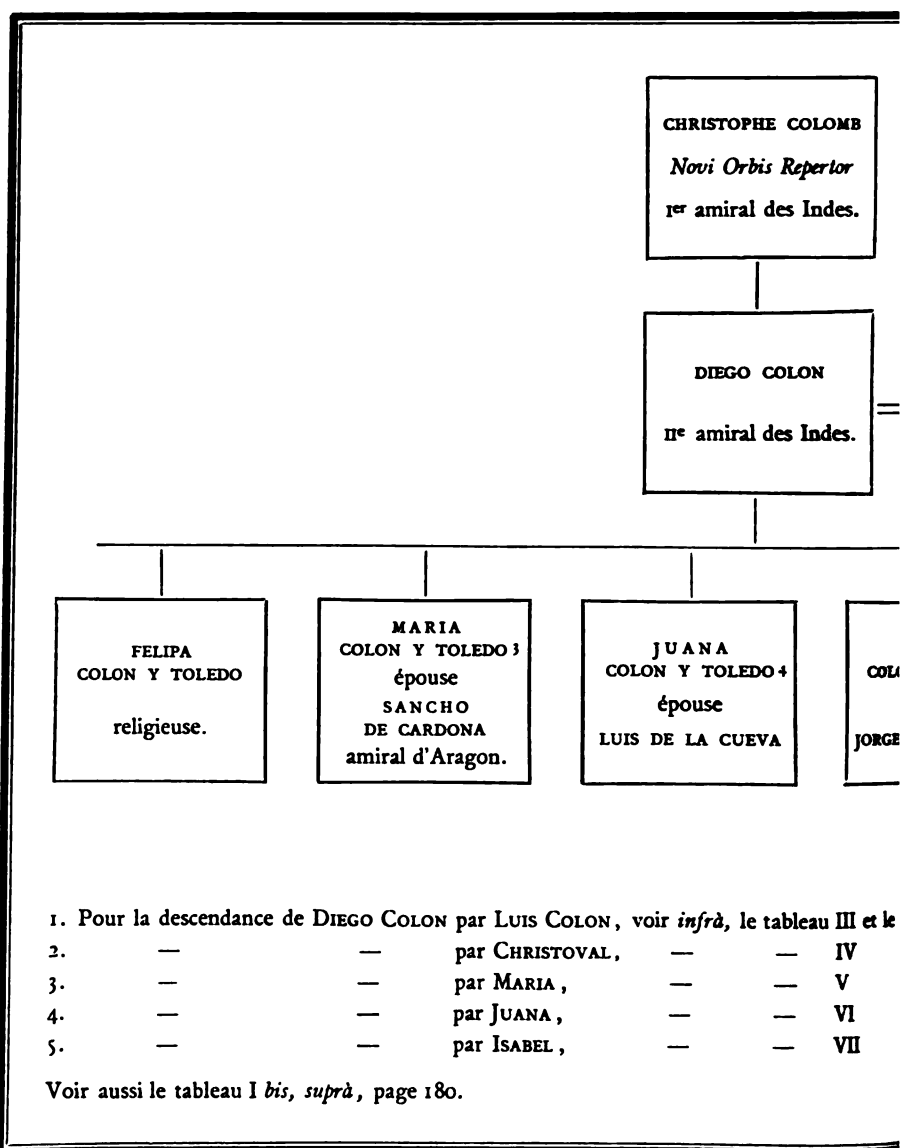 CHRISTOPHE COLOMB
Novi Orbis Repertor
Ier amiral des Indes.
DIEGO COLON
IIe amiral des Indes.
FELIPA
COLON Y TOLEDO
religieuse.
MARIA
COLON Y TOLEDO 3
épouse
SANCHO
DE CARDONA
amiral d'Aragon.
JUANA
COLON Y TOLEDO 4
épouse
LUIS DE LA CUEVA
JORGE
1. Pour la descendance de DIEGO COLON par LUIS COLON, voir infrà, le tableau III et le
2. — — par CHRISTOVAL, — — IV
3. — — par MARIA, — — V
4. — — par JUANA, — — VI
5. — — par ISABEL, — — VII
Voir aussi le tableau I bis, suprà, page 180.